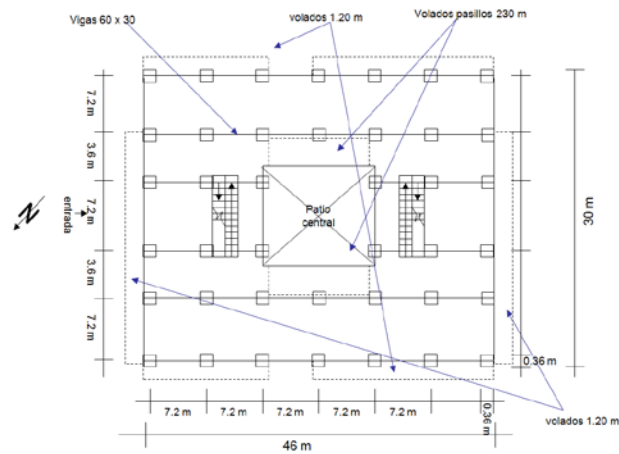 Vigas 60 x 30
volados 1.20 m
Volados pasillos 230 m
7.2 m
3.6 m
7.2 m
3.6 m
7.2 m
N
entrada
Patio
central
30 m
0.36 m
7.2 m
7.2 m
7.2 m
7.2 m
7.2 m
0.36 m
volados 1.20 m
46 m